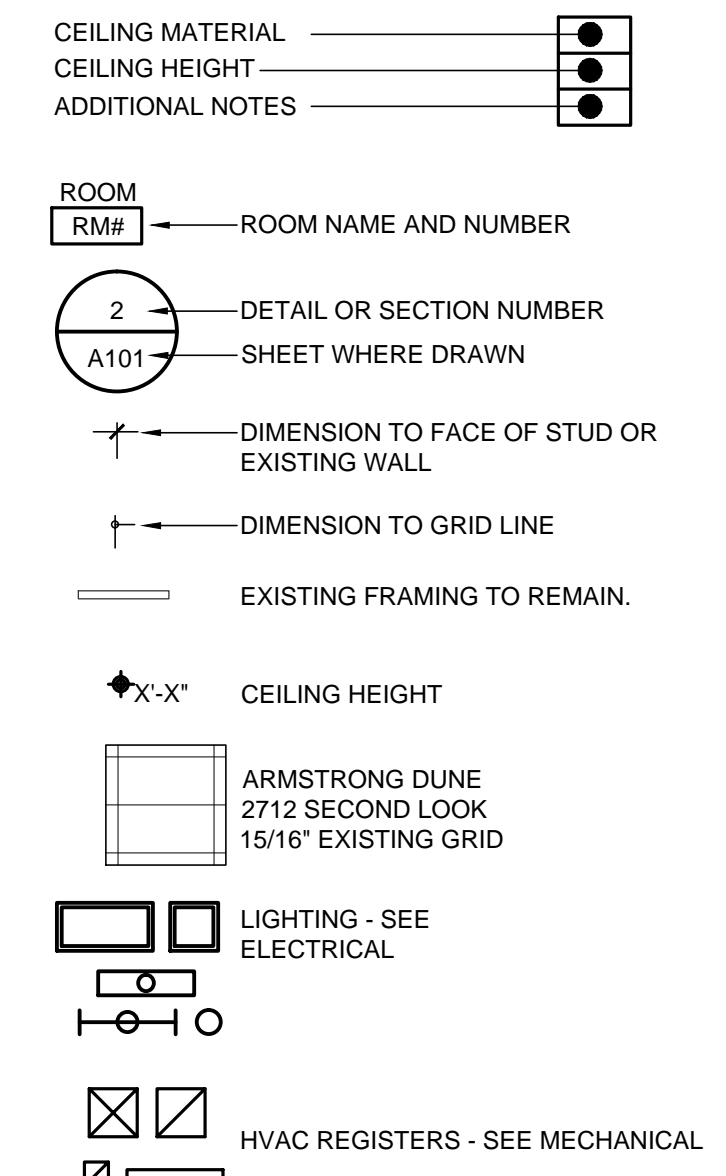 CEILING MATERIAL
CEILING HEIGHT
ADDITIONAL NOTES
ROOM
RM#
ROOM NAME AND NUMBER
2
DETAIL OR SECTION NUMBER
A101
SHEET WHERE DRAWN
DIMENSION TO FACE OF STUD OR
EXISTING WALL
DIMENSION TO GRID LINE
EXISTING FRAMING TO REMAIN.
X'-X"
CEILING HEIGHT
ARMSTRONG DUNE
2712 SECOND LOOK
15/16" EXISTING GRID
LIGHTING - SEE
ELECTRICAL
HVAC REGISTERS - SEE MECHANICAL